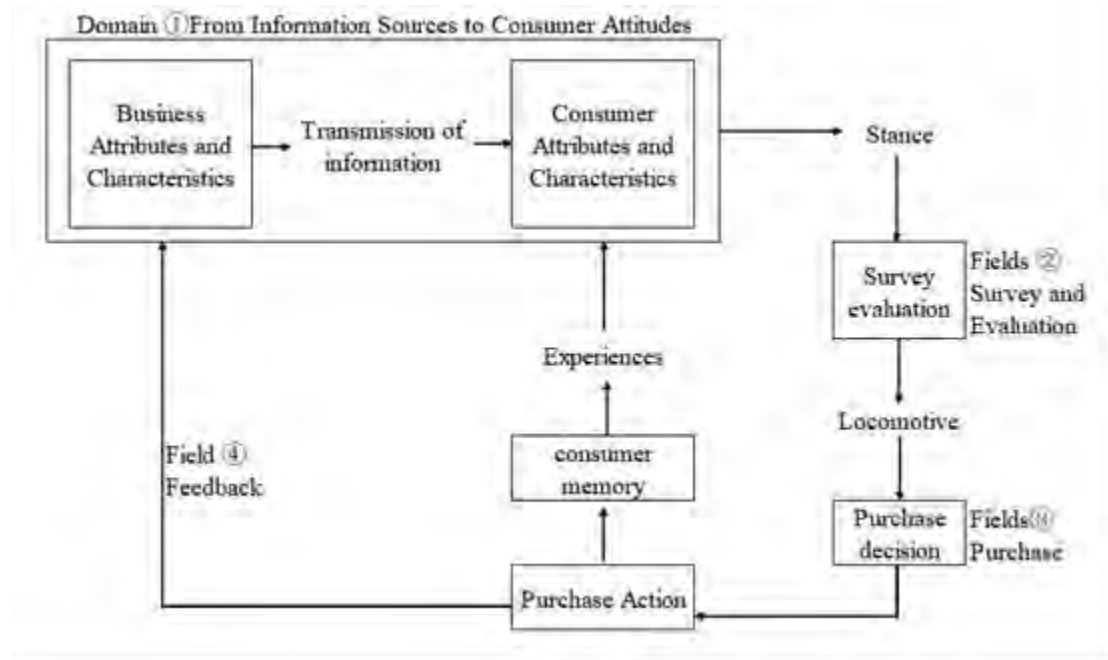 Domain ①From Information Sources to Consumer Attitudes
Business
Attributes and
Characteristics
Transmission of
information
Consumer
Attributes and
Characteristics
Stance
Survey
evaluation
Fields ②
Survey and
Evaluation
Experiences
Locomotive
Field ④
Feedback
consumer
memory
Purchase
decision
Fields
Purchase
Purchase Action